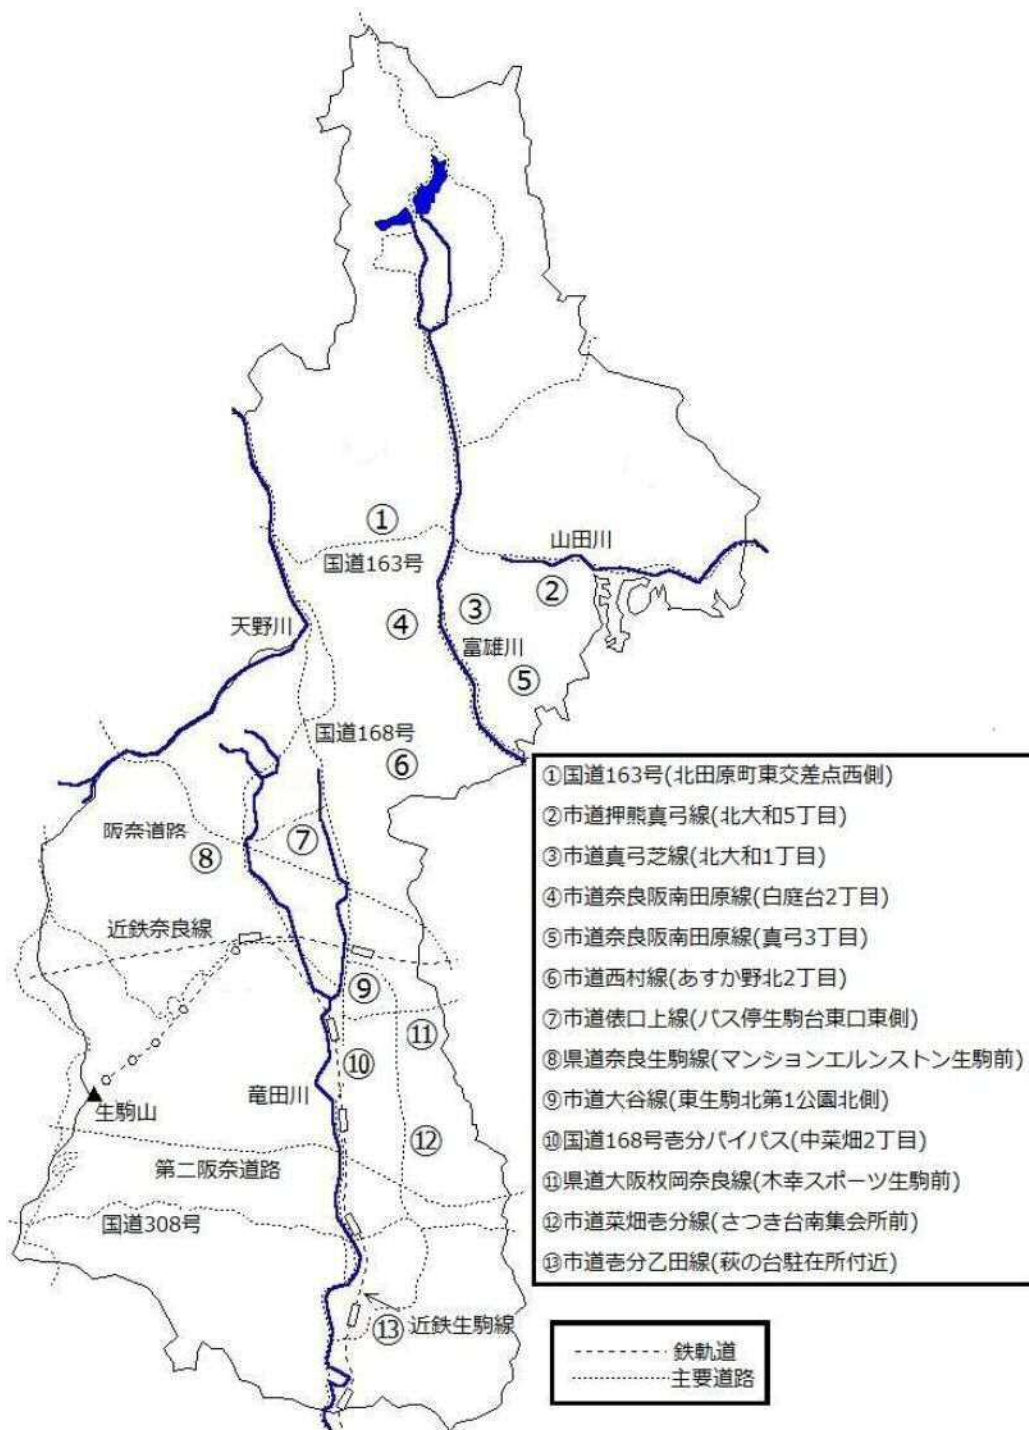 ①
国道163号
山田川
②
③
④
天野川
富雄川
⑤
国道168号
⑥
阪奈道路
⑦
⑧
近鉄奈良線
⑨
⑪
⑩
竜田川
生駒山
⑫
第二阪奈道路
国道308号
⑬
近鉄生駒線
①国道163号(北田原町東交差点西側)
②市道押熊真弓線(北大和5丁目)
③市道真弓芝線(北大和1丁目)
④市道奈良阪南田原線(白庭台2丁目)
⑤市道奈良阪南田原線(真弓3丁目)
⑥市道西村線(あすか野北2丁目)
⑦市道俵口上線(バス停生駒台東口東側)
⑧県道奈良生駒線(マンションエルンストン生駒前)
⑨市道大谷線(東生駒北第1公園北側)
⑩国道168号壱分バイパス(中菜畑2丁目)
⑪県道大阪枚岡奈良線(木幸スポーツ生駒前)
⑫市道菜畑壱分線(さつき台南集会所前)
⑬市道壱分乙田線(萩の台駐在所付近)
鉄軌道
主要道路